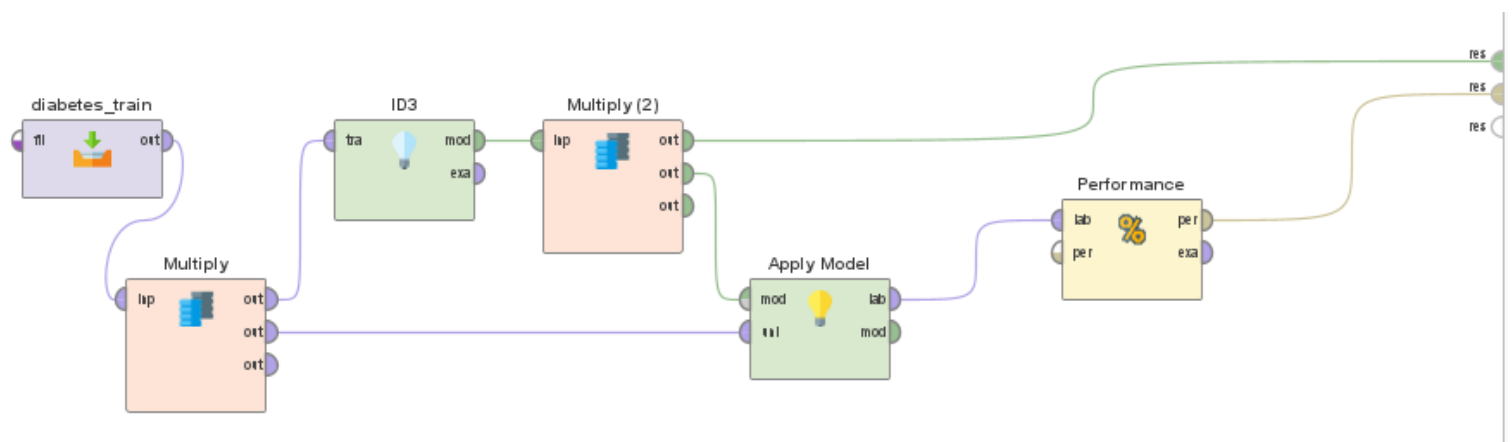 res
res
res
diabetes_train
fil
out
ID3
tra
mod
exa
Multiply (2)
inp
out
out
out
Performance
lab
per
%
per
exa
Multiply
inp
out
out
out
Apply Model
mod
lab
unl
mod